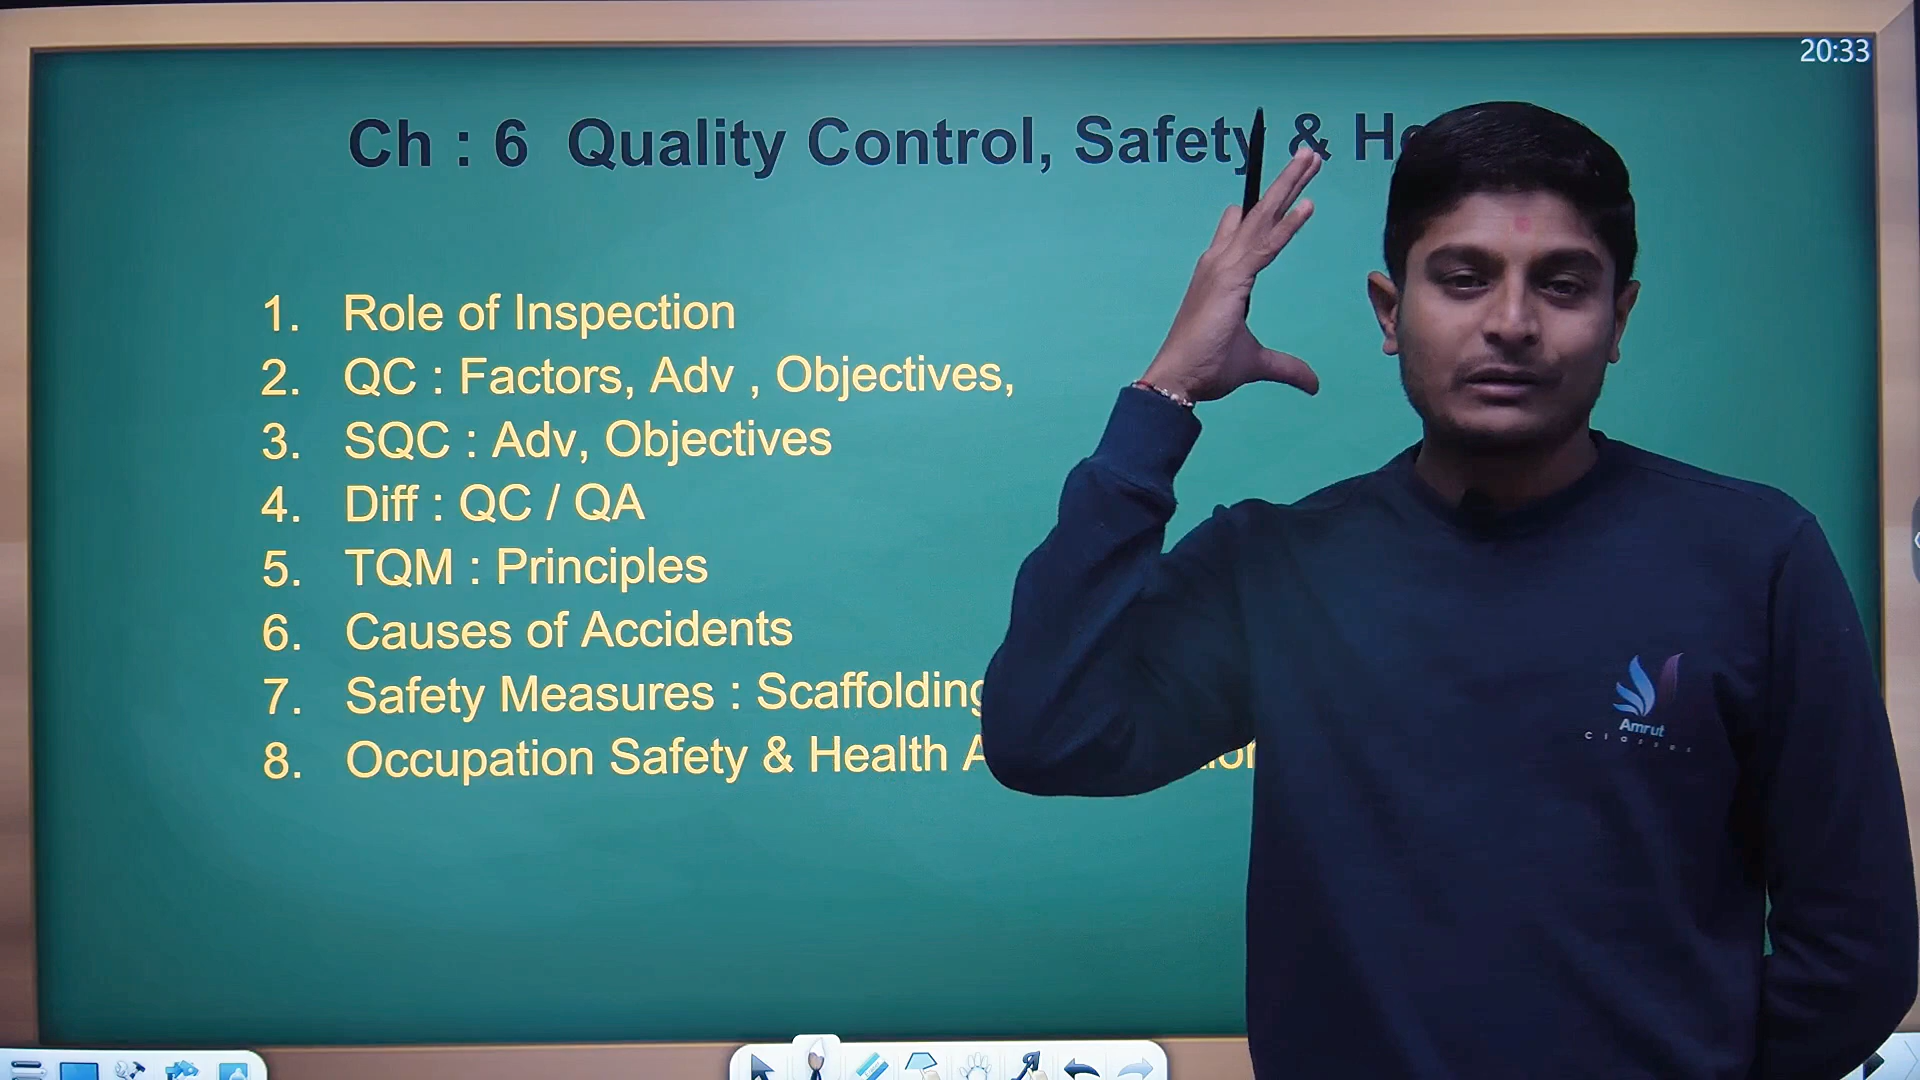 20:33
Ch : 6 Quality Control, Safety & H
1. Role of Inspection
2. QC : Factors, Adv , Objectives,
3. SQC : Adv, Objectives
4. Diff : QC / QA
5. TQM : Principles
6. Causes of Accidents
7. Safety Measures : Scaffolding
8. Occupation Safety & Health A
Amrut
Classes